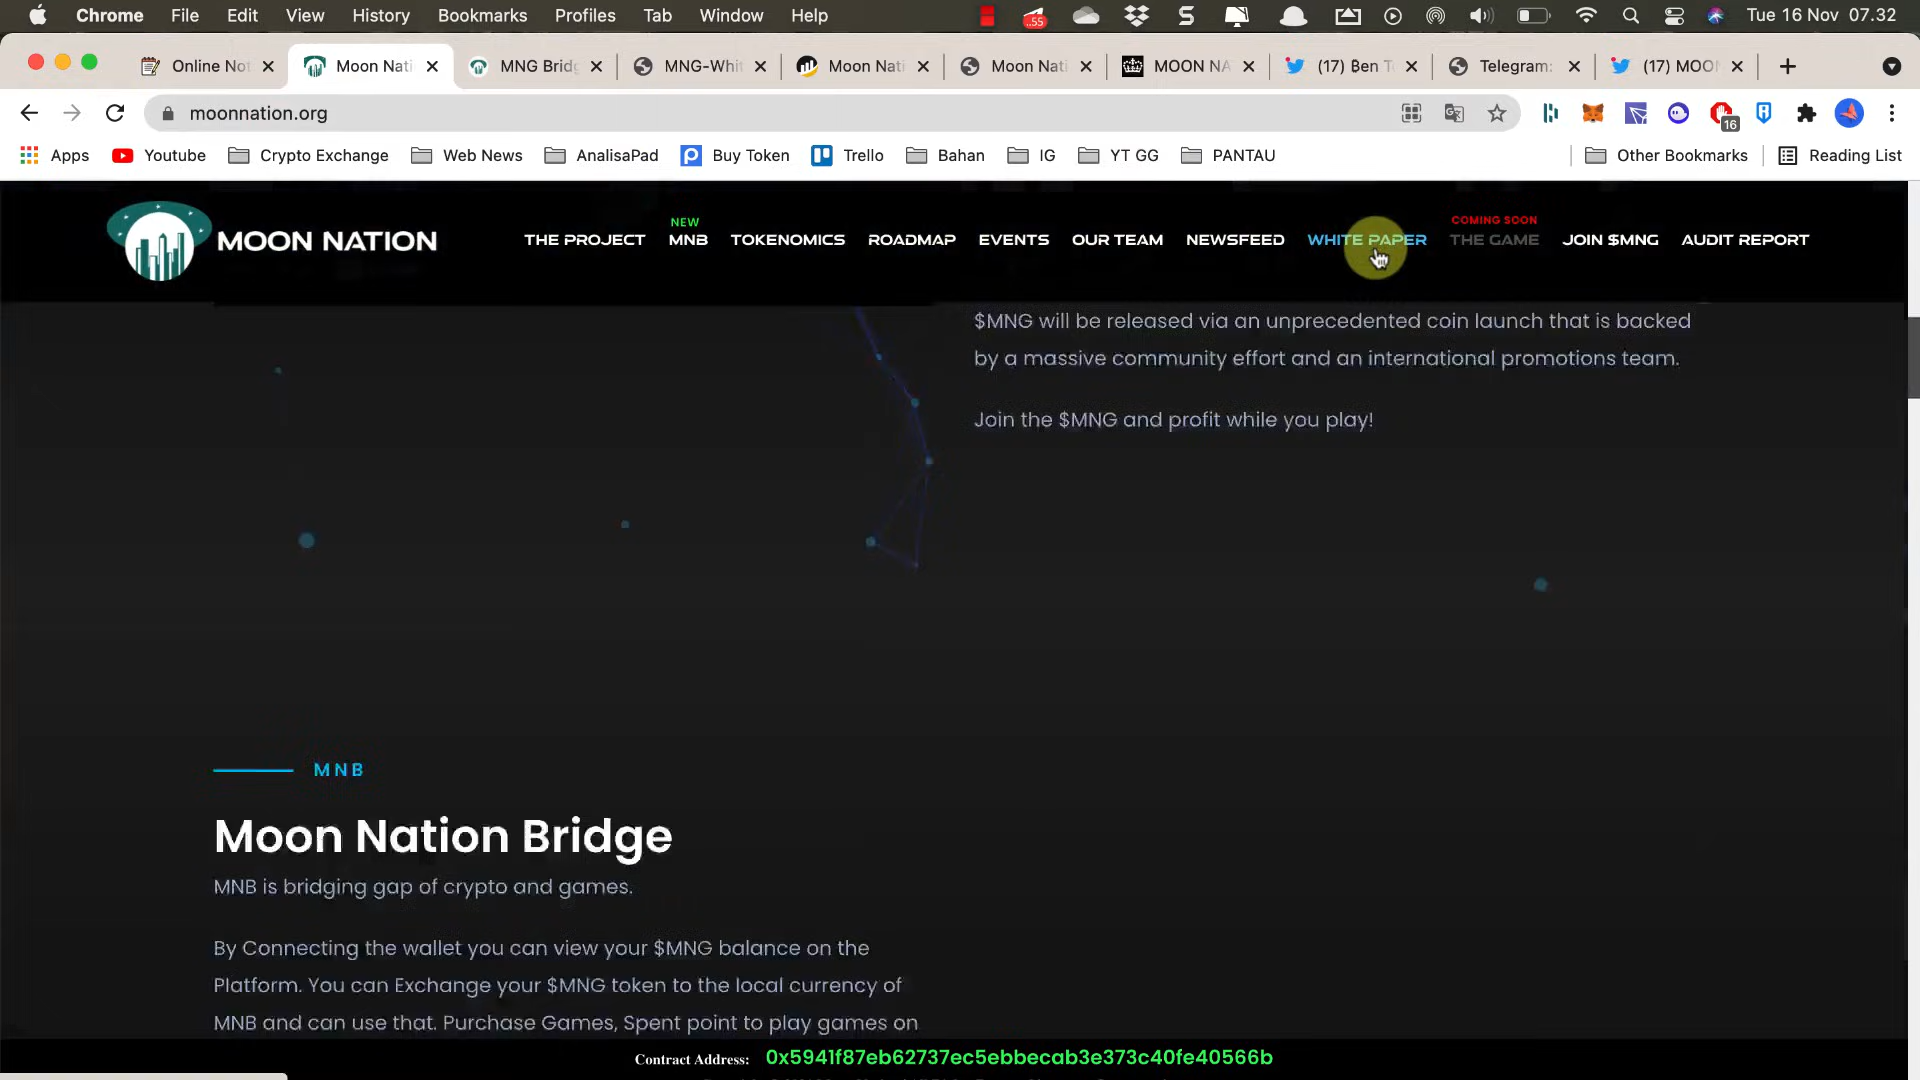 Chrome File Edit View History Bookmarks Profiles Tab Window Help .55 Tue 16 Nov 07.32
Online Not Moon Nati MNG Bridg MNG-Whit Moon Nati Moon Nati MOON NA (17) Ben T (17) MOON Telegram:
moonnation.org 16
Apps Youtube Crypto Exchange Web News AnalisaPad Buy Token Trello Bahan IG YT GG PANTAU Other Bookmarks Reading List
NEW COMING SOON
MOON NATION THE PROJECT MNB TOKENOMICS ROADMAP EVENTS OUR TEAM NEWSFEED WHITE PAPER THE GAME JOIN $MNG AUDIT REPORT
$MNG will be released via an unprecedented coin launch that is backed
by a massive community effort and an international promotions team.
Join the $MNG and profit while you play!
MNB
Moon Nation Bridge
MNB is bridging gap of crypto and games.
By Connecting the wallet you can view your $MNG balance on the
Platform. You can Exchange your $MNG token to the local currency of
MNB and can use that. Purchase Games, Spent point to play games on
Contract Address: 0x5941f87eb62737ec5ebbecab3e373c40fe40566b